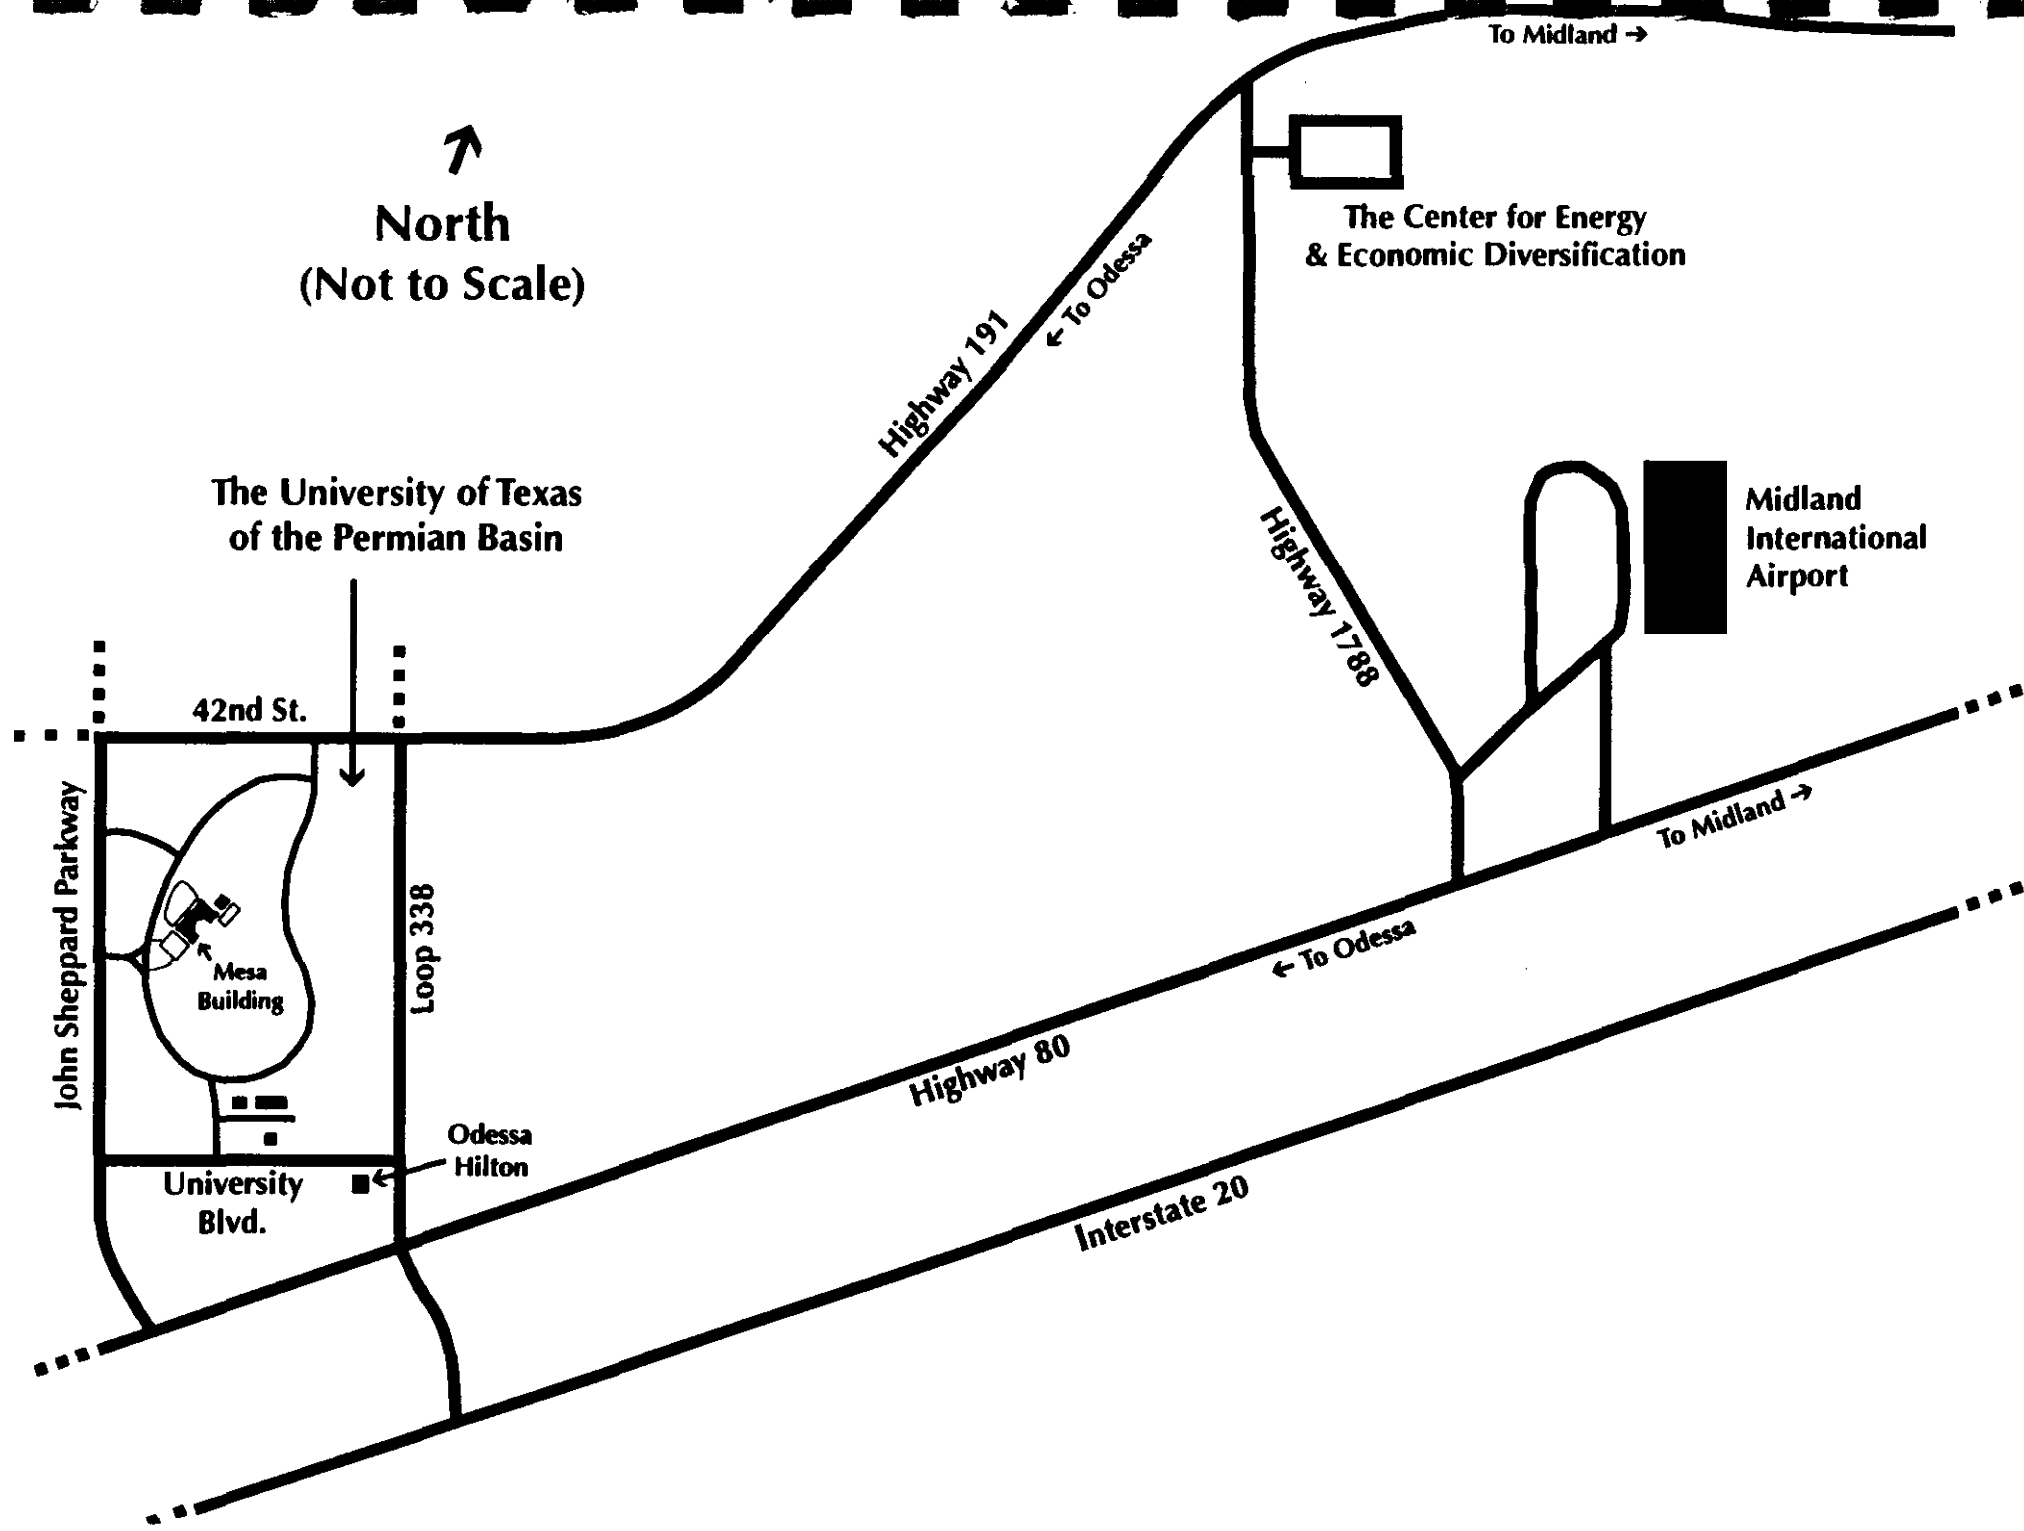 To Midland →
North
(Not to Scale)
The Center for Energy
& Economic Diversification
← To Odessa
Highway 191
The University of Texas
of the Permian Basin
Midland
International
Airport
Highway 1788
42nd St.
John Sheppard Parkway
Loop 338
Mesa
Building
To Midland →
← To Odessa
Highway 80
Odessa
Hilton
University
Blvd.
Interstate 20